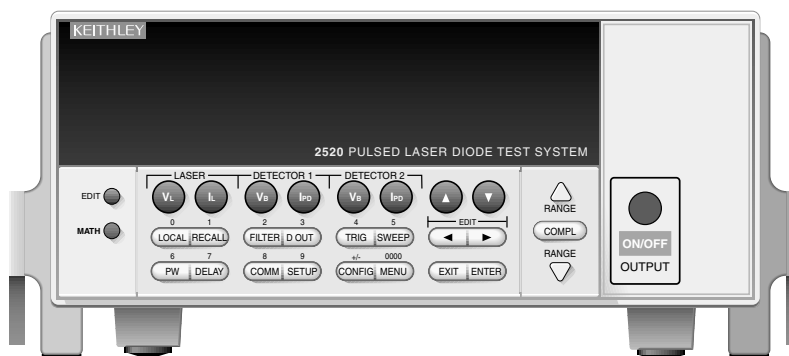 KEITHLEY
2520 PULSED LASER DIODE TEST SYSTEM
LASER DETECTOR 1 DETECTOR 2
EDIT VL IL VB IPD VB IPD ▲ ▼
RANGE
0 1 2 3 4 5 EDIT
MATH LOCAL RECALL FILTER D OUT TRIG SWEEP ◄ ► COMPL
ON/OFF
RANGE
6 7 8 9 +/- 0000
OUTPUT
PW DELAY COMM SETUP CONFIG MENU EXIT ENTER